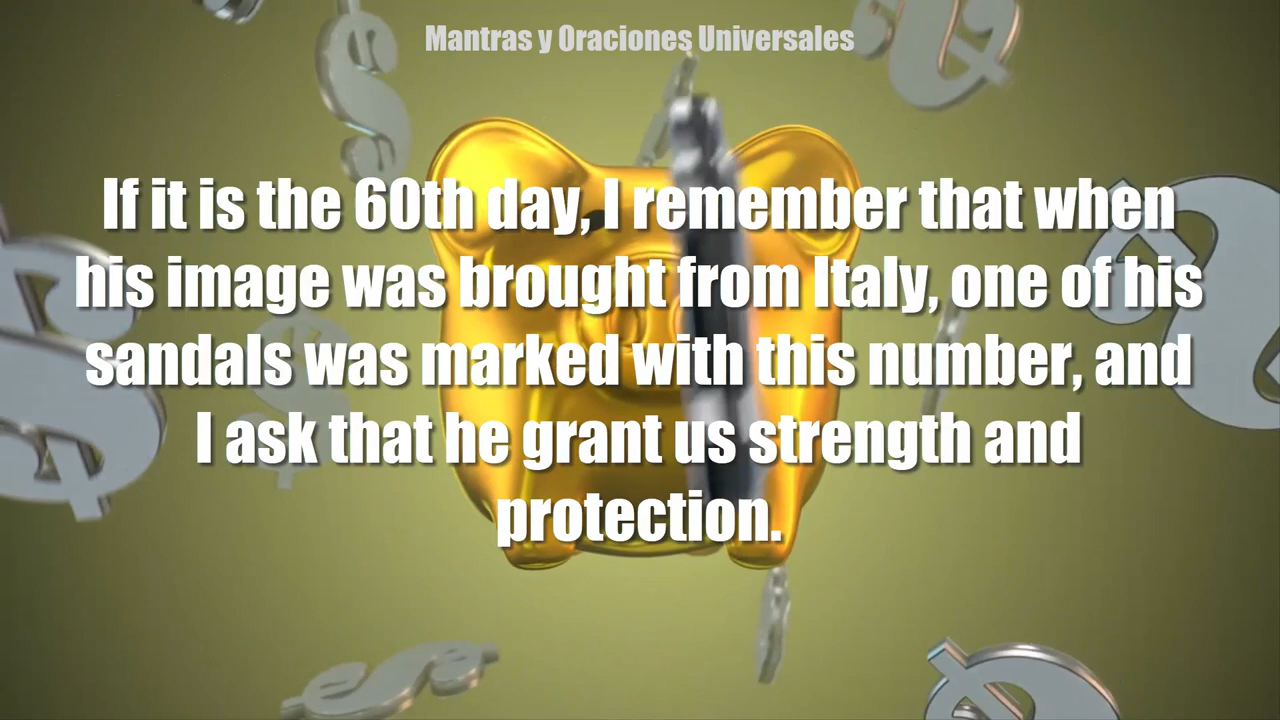 Mantras y Oraciones Universales
If it is the 60th day, I remember that when
his image was brought from Italy, one of his
sandals was marked with this number, and
I ask that he grant us strength and
protection.